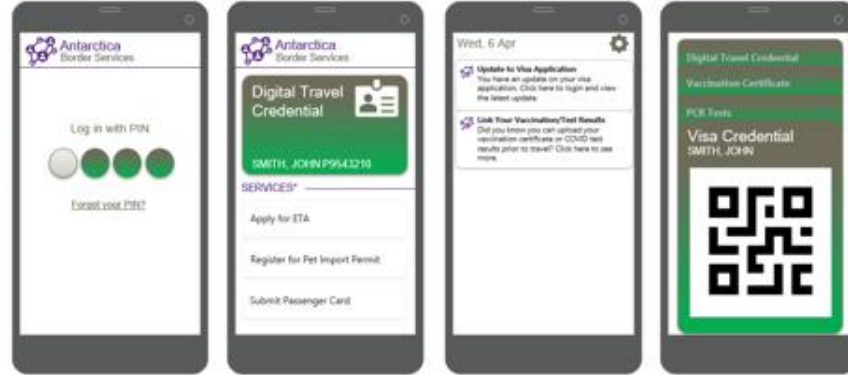 Antarctica
Border Services
Log in with PIN
Forgot your PIN?
Antarctica
Border Services
Digital Travel
Credential
SMITH, JOHN P9543210
SERVICES*
Apply for ETA
Register for Pet Import Permit
Submit Passenger Card
Wed, 6 Apr
Update to Visa Application
You have an update on your visa
application. Click here to login and view
the latest update.
Link Your Vaccination/Test Results
Did you know you can upload your
vaccination certificate or COVID test
results prior to travel? Click here to see
more.
Digital Travel Credential
Vaccination Certificate
PCR Tests
Visa Credential
SMITH, JOHN